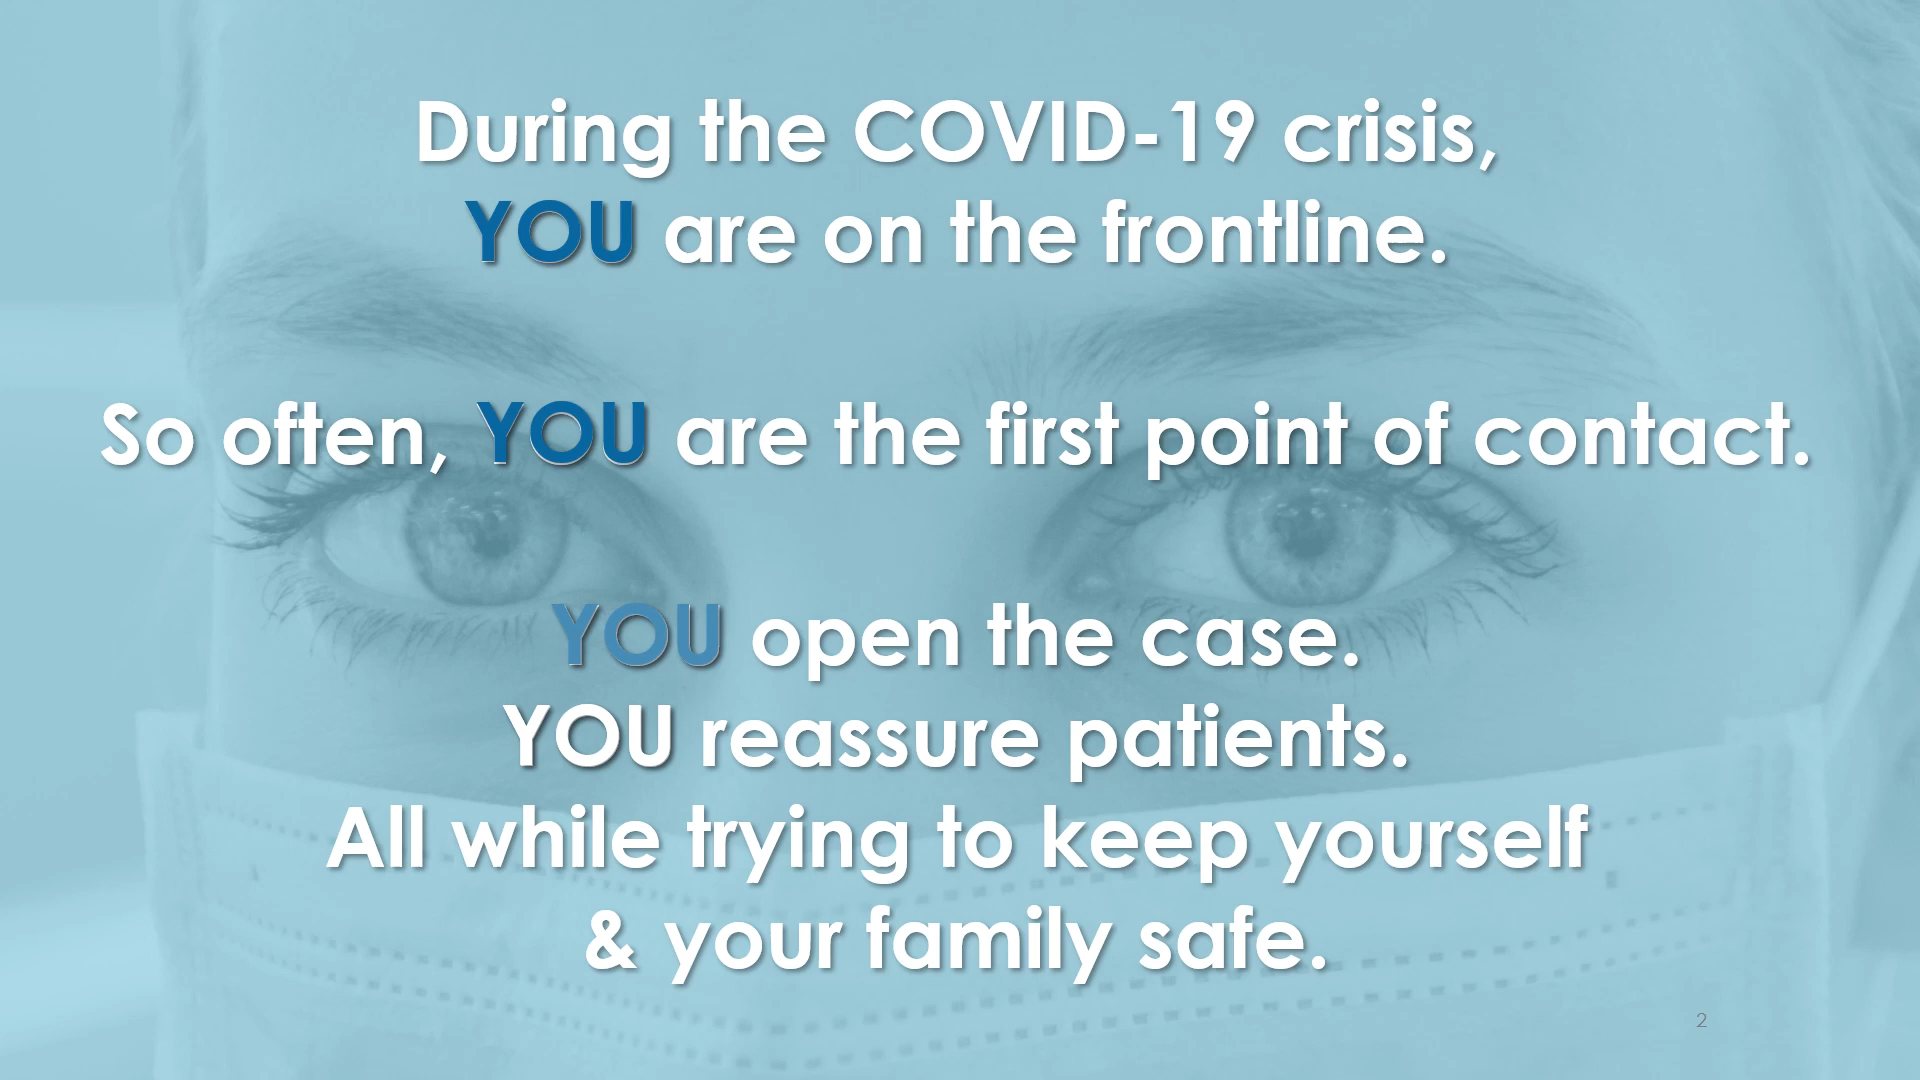 During the COVID-19 crisis,
YOU are on the frontline.
So often, YOU are the first point of contact.
YOU open the case.
YOU reassure patients.
All while trying to keep yourself
& your family safe.
2